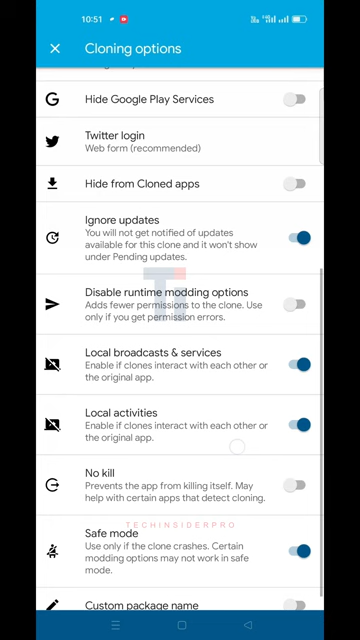 10:51
Cloning options
Hide Google Play Services
Twitter login
Web form (recommended)
Hide from Cloned apps
Ignore updates
You will not get notified of updates
available for this clone and it won't show
under Pending updates.
Disable runtime modding options
Adds fewer permissions to the clone. Use
only if you get permission errors.
Local broadcasts & services
Enable if clones interact with each other or
the original app.
Local activities
Enable if clones interact with each other or
the original app.
No kill
Prevents the app from killing itself. May
help with certain apps that detect cloning.
TECHINSIDERPRO
Safe mode
Use only if the clone crashes. Certain
modding options may not work in safe
mode.
Custom package name